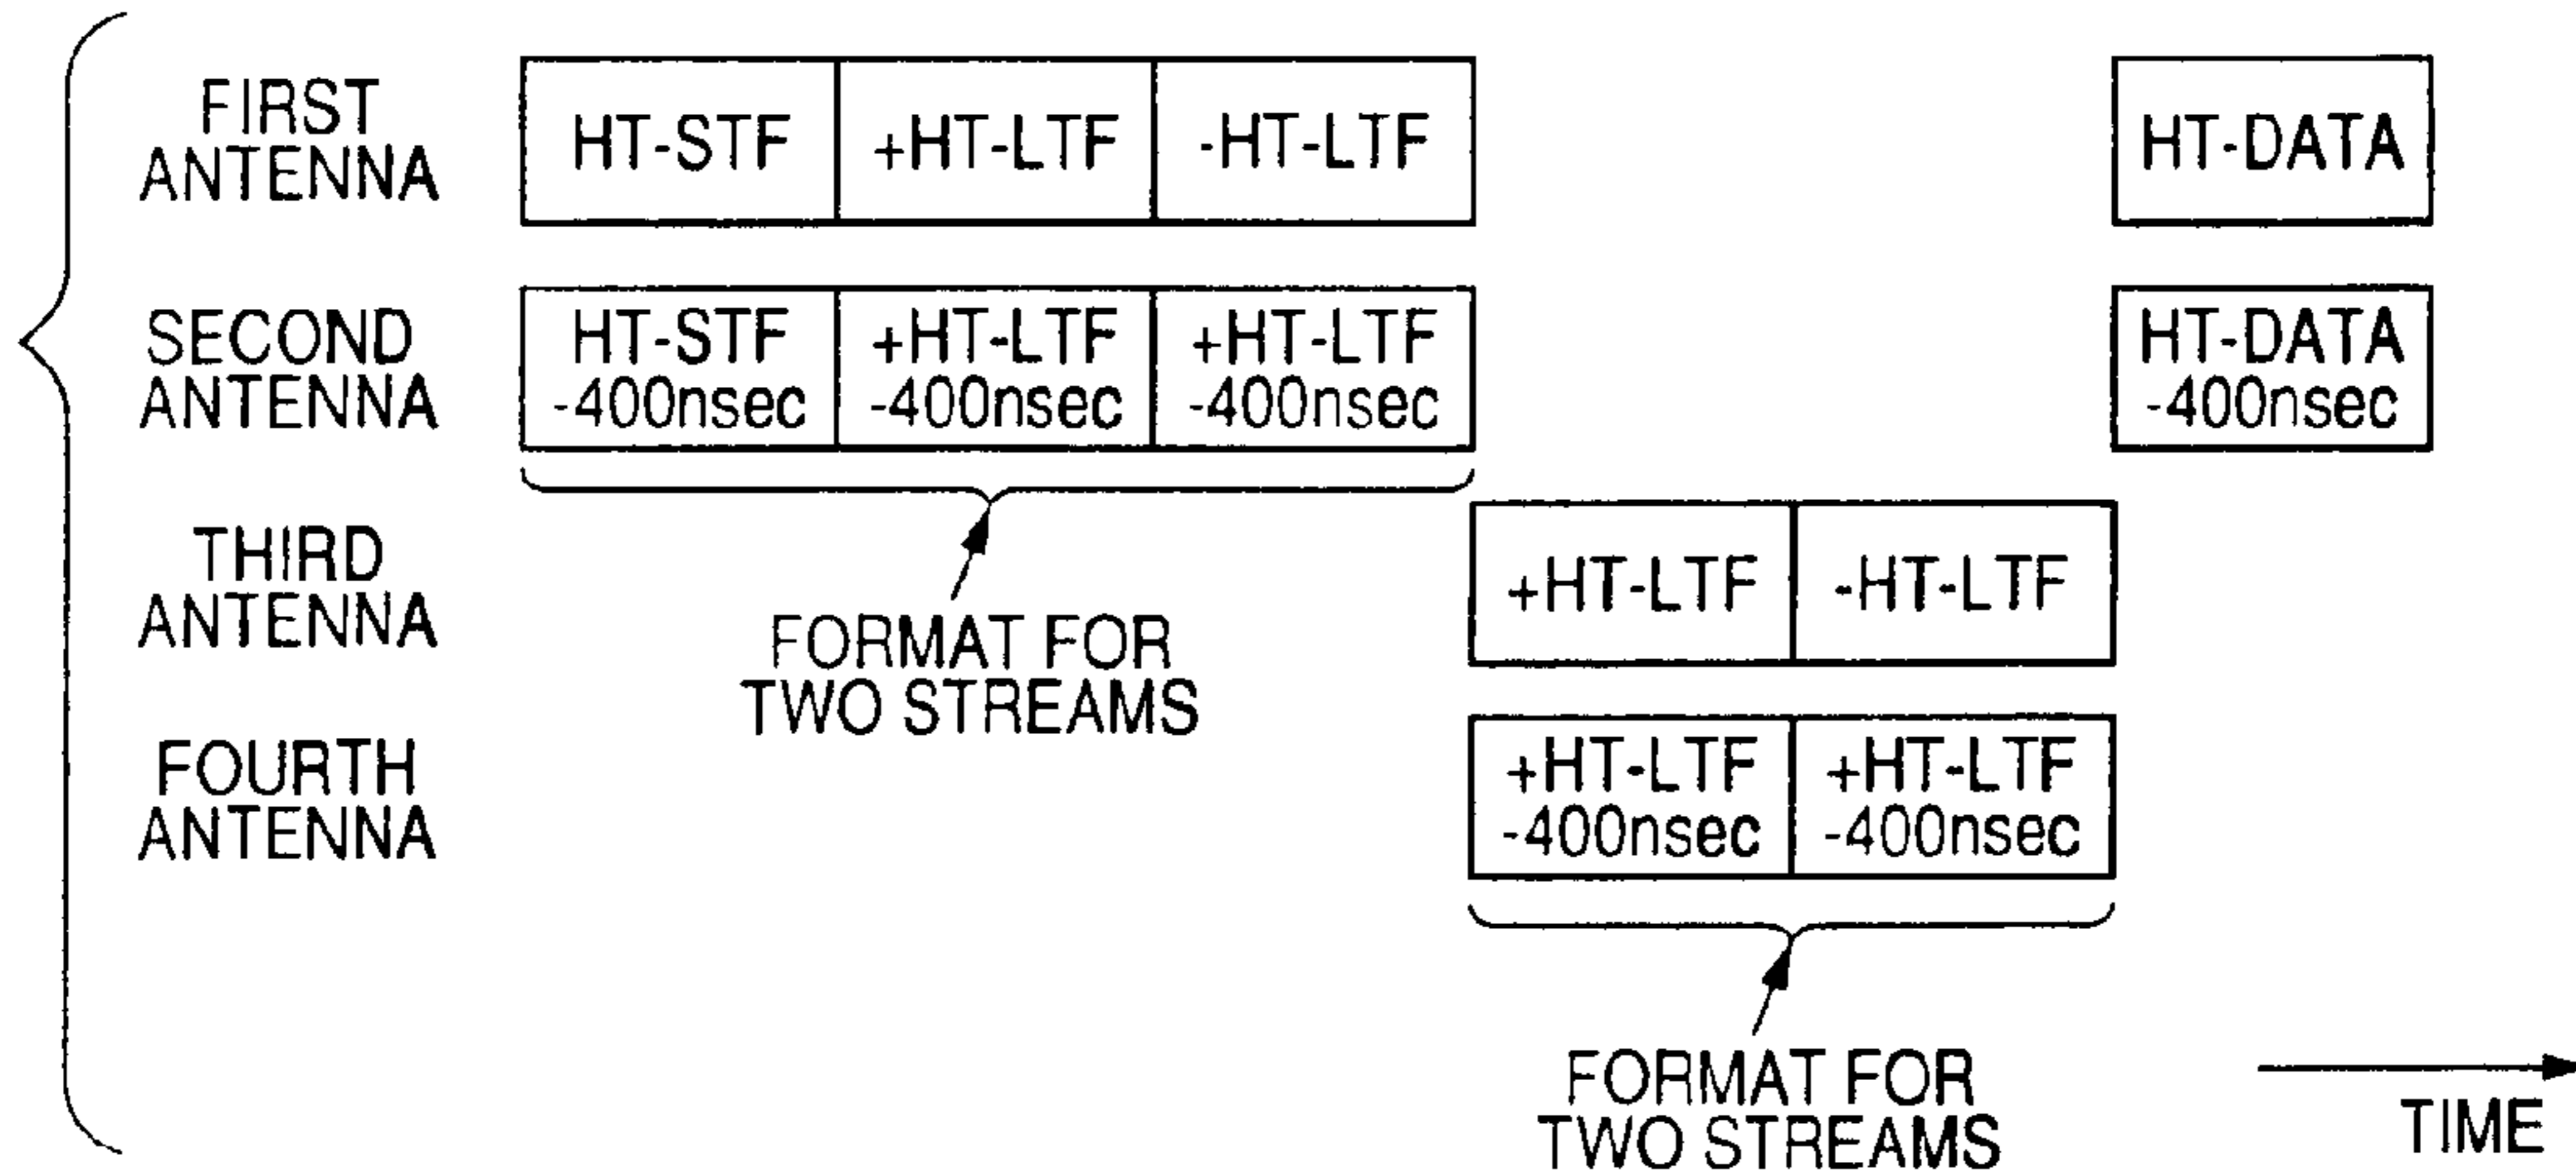 FIRST
ANTENNA
HT-STF
+HT-LTF
-HT-LTF
HT-DATA
SECOND
ANTENNA
HT-STF
-400nsec
+HT-LTF
-400nsec
+HT-LTF
-400nsec
HT-DATA
-400nsec
FORMAT FOR
TWO STREAMS
THIRD
ANTENNA
+HT-LTF
-HT-LTF
FOURTH
ANTENNA
+HT-LTF
-400nsec
+HT-LTF
-400nsec
FORMAT FOR
TWO STREAMS
TIME